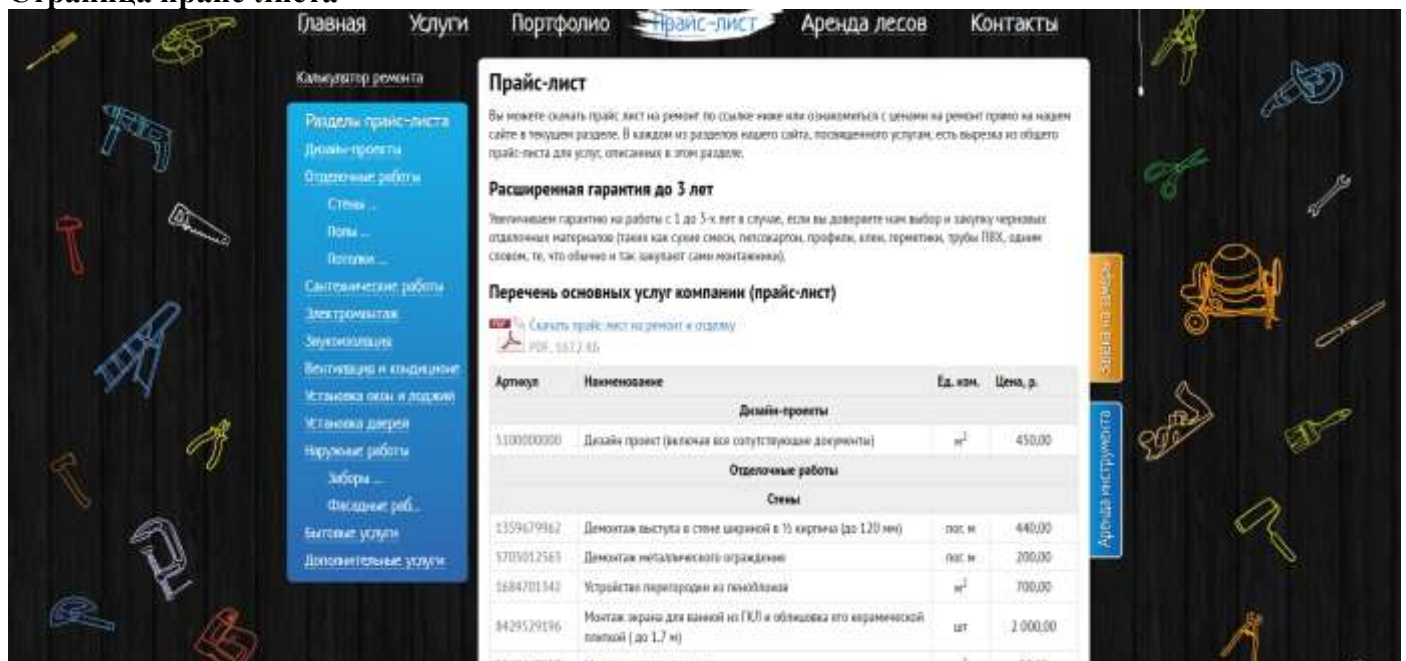 Страница прайс-листа
Главная Услуги Портфолио Прайс-лист Аренда лесов Контакты
Калькулятор ремонта
Разделы прайс-листа
Дизайн-проекты
Отделочные работы
Стены ...
Полы ...
Потолки ...
Сантехнические работы
Электромонтаж
Звукоизоляция
Вентиляция и кондиционе
Установка окон и лоджий
Установка дверей
Наружные работы
Заборы ...
Фасадные раб...
Бытовые услуги
Дополнительные услуги
Прайс-лист
Вы можете скачать прайс лист на ремонт по ссылке ниже или ознакомиться с ценами на ремонт прямо на нашем
сайте в текущем разделе. В каждом из разделов нашего сайта, посвященного услугам, есть вырезка из общего
прайс-листа для услуг, описанных в этом разделе.
Расширенная гарантия до 3 лет
Увеличиваем гарантию на работы с 1 до 3-х лет в случае, если вы доверяете нам выбор и закупку черновых
отделочных материалов (таких как сухие смеси, гипсокартон, профили, клеи, герметики, трубы ПВХ, одним
словом, те, что обычно и так закупают сами монтажники).
Перечень основных услуг компании (прайс-лист)
PDF Скачать прайс лист на ремонт и отделку
PDF, 167,2 КБ
Артикул Наименование Ед. изм. Цена, р.
Дизайн-проекты
5100000000 Дизайн проект (включая все сопутствующие документы) м² 450,00
Отделочные работы
Стены
1359679962 Демонтаж выступа в стене шириной в ½ кирпича (до 120 мм) пог. м 440,00
5705012563 Демонтаж металлического ограждения пог. м 200,00
1684701342 Устройство перегородки из пеноблоков м² 700,00
8429529196 Монтаж экрана для ванной из ГКЛ и облицовка его керамической
плиткой ( до 1.7 м) шт 2 000,00
Заявка на замеры
Аренда инструмента